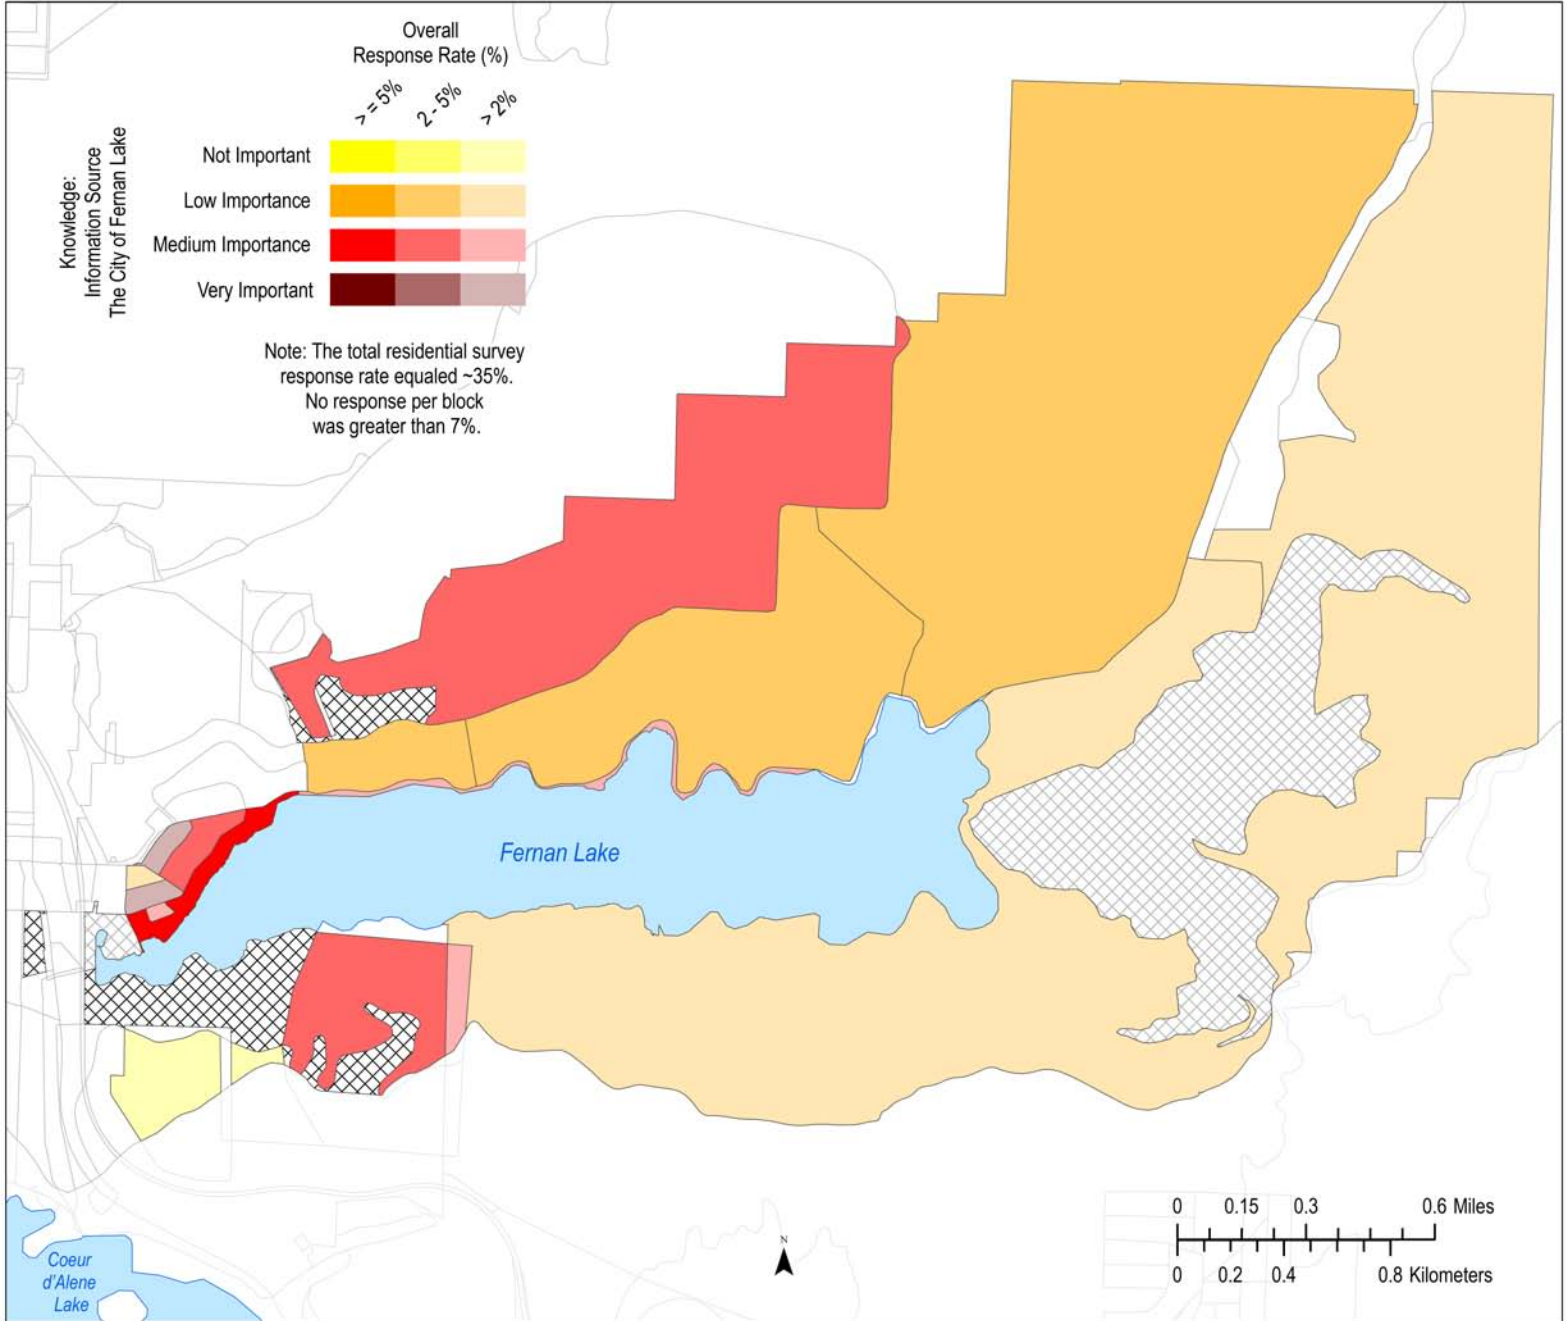 Overall
Response Rate (%)
> = 5%
2 - 5%
> 2%
Knowledge:
Information Source
The City of Fernan Lake
Not Important
Low Importance
Medium Importance
Very Important
Note: The total residential survey
response rate equaled ~35%.
No response per block
was greater than 7%.
Fernan Lake
Coeur
d'Alene
Lake
N
0 0.15 0.3 0.6 Miles
0 0.2 0.4 0.8 Kilometers